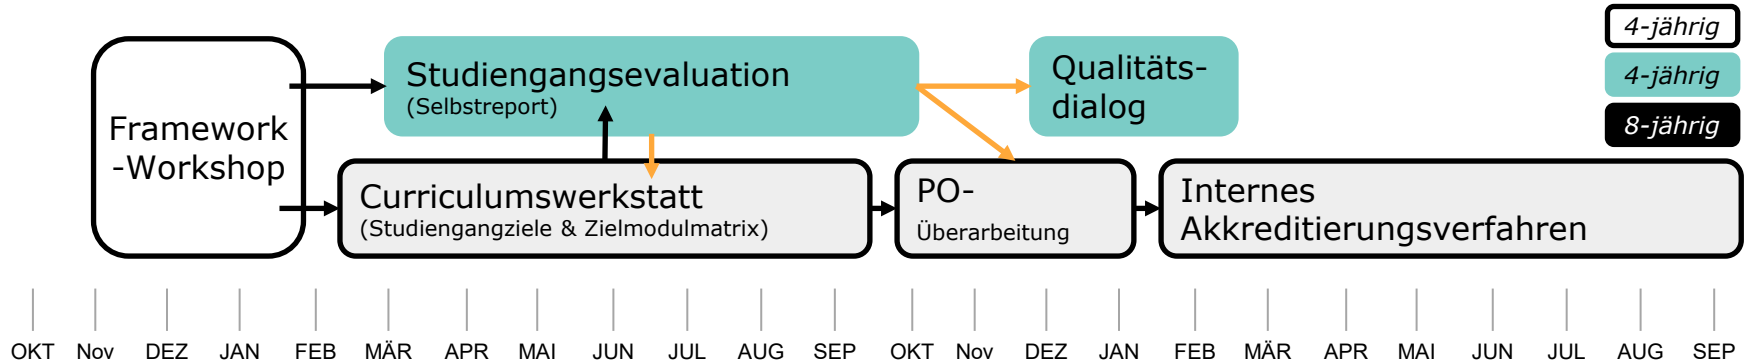 4-jährig
4-jährig
8-jährig
Framework
-Workshop
Studiengangsevaluation
(Selbstreport)
Qualitäts-
dialog
Curriculumswerkstatt
(Studiengangziele & Zielmodulmatrix)
PO-
Überarbeitung
Internes
Akkreditierungsverfahren
OKT Nov DEZ JAN FEB MÄR APR MAI JUN JUL AUG SEP OKT Nov DEZ JAN FEB MÄR APR MAI JUN JUL AUG SEP